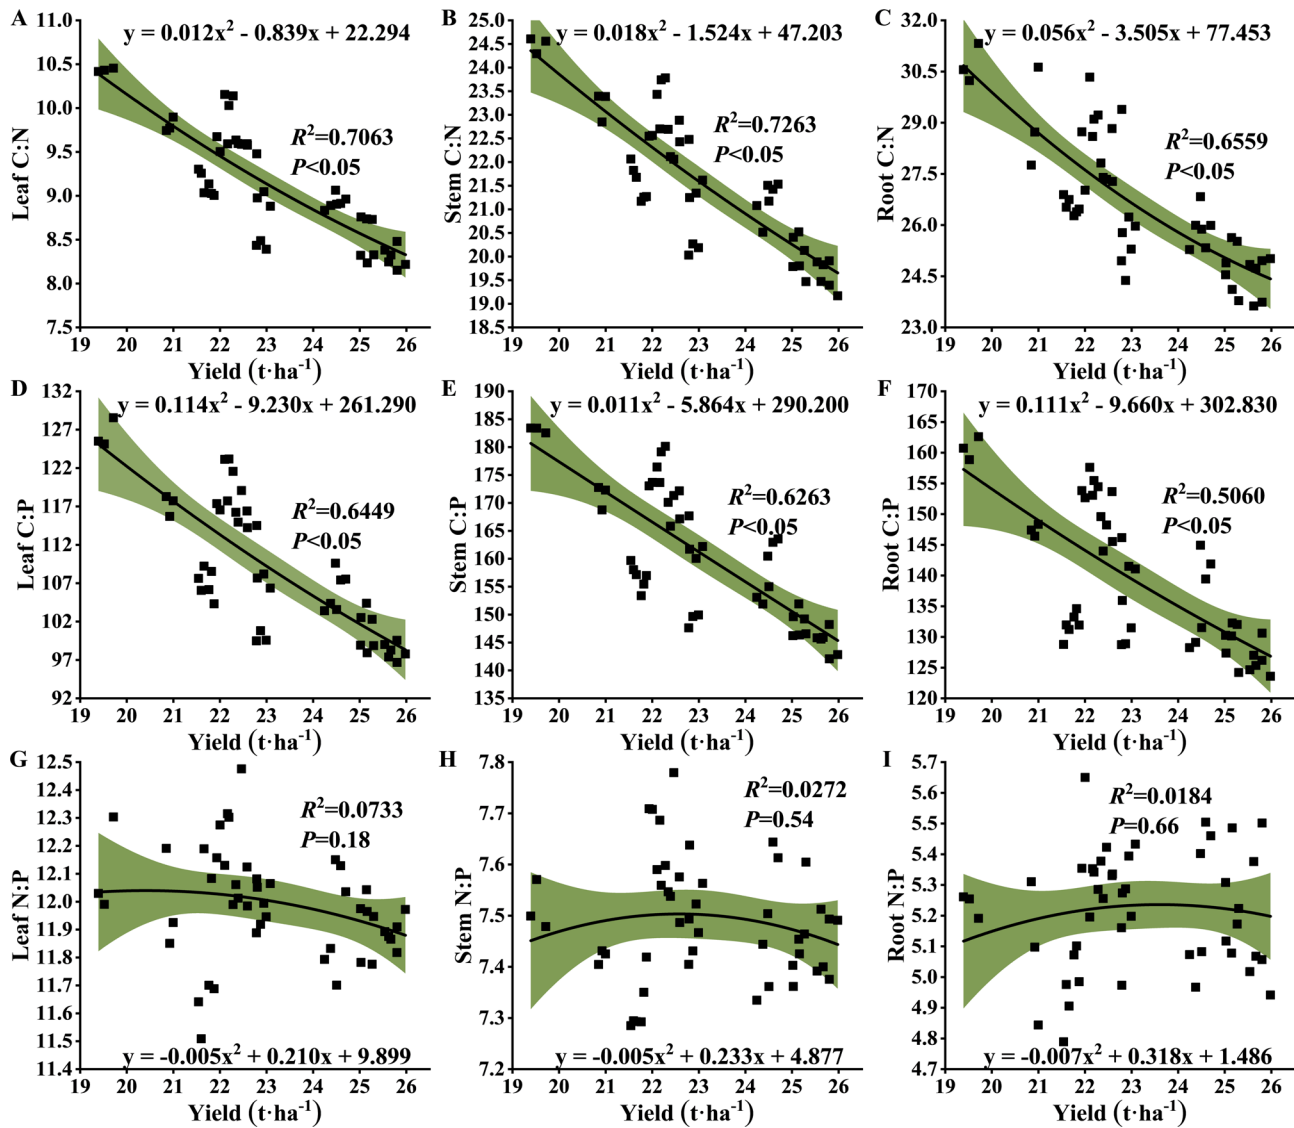 A
y = 0.012x² - 0.839x + 22.294
R²=0.7063
P<0.05
Leaf C:N
11.0
10.5
10.0
9.5
9.0
8.5
8.0
7.5
19 20 21 22 23 24 25 26
Yield (t·ha⁻¹)
B
y = 0.018x² - 1.524x + 47.203
R²=0.7263
P<0.05
Stem C:N
25.0
24.5
24.0
23.5
23.0
22.5
22.0
21.5
21.0
20.5
20.0
19.5
19.0
18.5
19 20 21 22 23 24 25 26
Yield (t·ha⁻¹)
C
y = 0.056x² - 3.505x + 77.453
R²=0.6559
P<0.05
Root C:N
32.0
30.5
29.0
27.5
26.0
24.5
23.0
19 20 21 22 23 24 25 26
Yield (t·ha⁻¹)
D
y = 0.114x² - 9.230x + 261.290
R²=0.6449
P<0.05
Leaf C:P
132
127
122
117
112
107
102
97
92
19 20 21 22 23 24 25 26
Yield (t·ha⁻¹)
E
y = 0.011x² - 5.864x + 290.200
R²=0.6263
P<0.05
Stem C:P
190
185
180
175
170
165
160
155
150
145
140
135
19 20 21 22 23 24 25 26
Yield (t·ha⁻¹)
F
y = 0.111x² - 9.660x + 302.830
R²=0.5060
P<0.05
Root C:P
170
165
160
155
150
145
140
135
130
125
120
19 20 21 22 23 24 25 26
Yield (t·ha⁻¹)
G
R²=0.0733
P=0.18
y = -0.005x² + 0.210x + 9.899
Leaf N:P
12.5
12.4
12.3
12.2
12.1
12.0
11.9
11.8
11.7
11.6
11.5
11.4
19 20 21 22 23 24 25 26
Yield (t·ha⁻¹)
H
R²=0.0272
P=0.54
y = -0.005x² + 0.233x + 4.877
Stem N:P
7.8
7.7
7.6
7.5
7.4
7.3
7.2
19 20 21 22 23 24 25 26
Yield (t·ha⁻¹)
I
R²=0.0184
P=0.66
y = -0.007x² + 0.318x + 1.486
Root N:P
5.7
5.6
5.5
5.4
5.3
5.2
5.1
5.0
4.9
4.8
4.7
19 20 21 22 23 24 25 26
Yield (t·ha⁻¹)